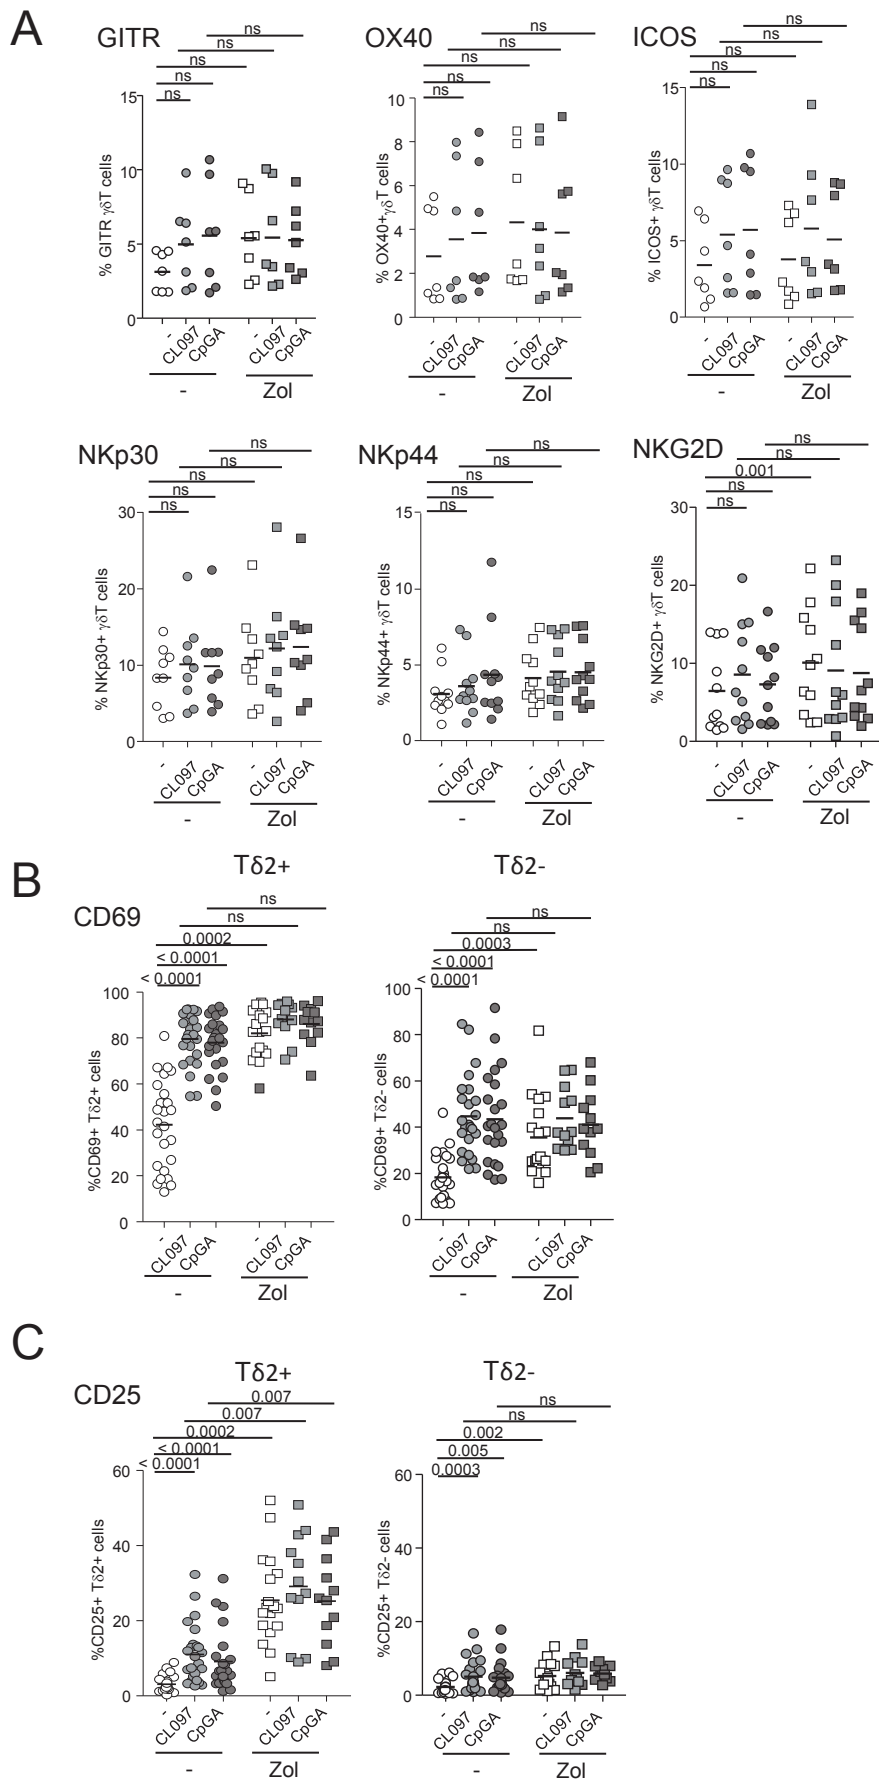 A
GITR
ns
ns
ns
ns
ns
% GITR γδT cells
15
10
5
0
-
CL097
CpGA
-
CL097
CpGA
-
Zol
OX40
ns
ns
ns
ns
ns
% OX40+γδT cells
10
8
6
4
2
0
-
CL097
CpGA
-
CL097
CpGA
-
Zol
ICOS
ns
ns
ns
ns
ns
% ICOS+ γδT cells
15
10
5
0
-
CL097
CpGA
-
CL097
CpGA
-
Zol
NKp30
ns
ns
ns
ns
ns
% NKp30+ γδT cells
30
20
10
0
-
CL097
CpGA
-
CL097
CpGA
-
Zol
NKp44
ns
ns
ns
ns
ns
% NKp44+ γδT cells
15
10
5
0
-
CL097
CpGA
-
CL097
CpGA
-
Zol
NKG2D
ns
ns
0.001
ns
ns
% NKG2D+ γδT cells
30
20
10
0
-
CL097
CpGA
-
CL097
CpGA
-
Zol
B
CD69
Tδ2+
ns
ns
0.0002
< 0.0001
< 0.0001
%CD69+ Tδ2+ cells
100
80
60
40
20
0
-
CL097
CpGA
-
CL097
CpGA
-
Zol
Tδ2-
ns
ns
0.0003
< 0.0001
< 0.0001
%CD69+ Tδ2- cells
100
80
60
40
20
0
-
CL097
CpGA
-
CL097
CpGA
-
Zol
C
CD25
Tδ2+
0.007
0.007
0.0002
< 0.0001
< 0.0001
%CD25+ Tδ2+ cells
60
40
20
0
-
CL097
CpGA
-
CL097
CpGA
-
Zol
Tδ2-
ns
ns
0.002
0.005
0.0003
%CD25+ Tδ2- cells
60
40
20
0
-
CL097
CpGA
-
CL097
CpGA
-
Zol